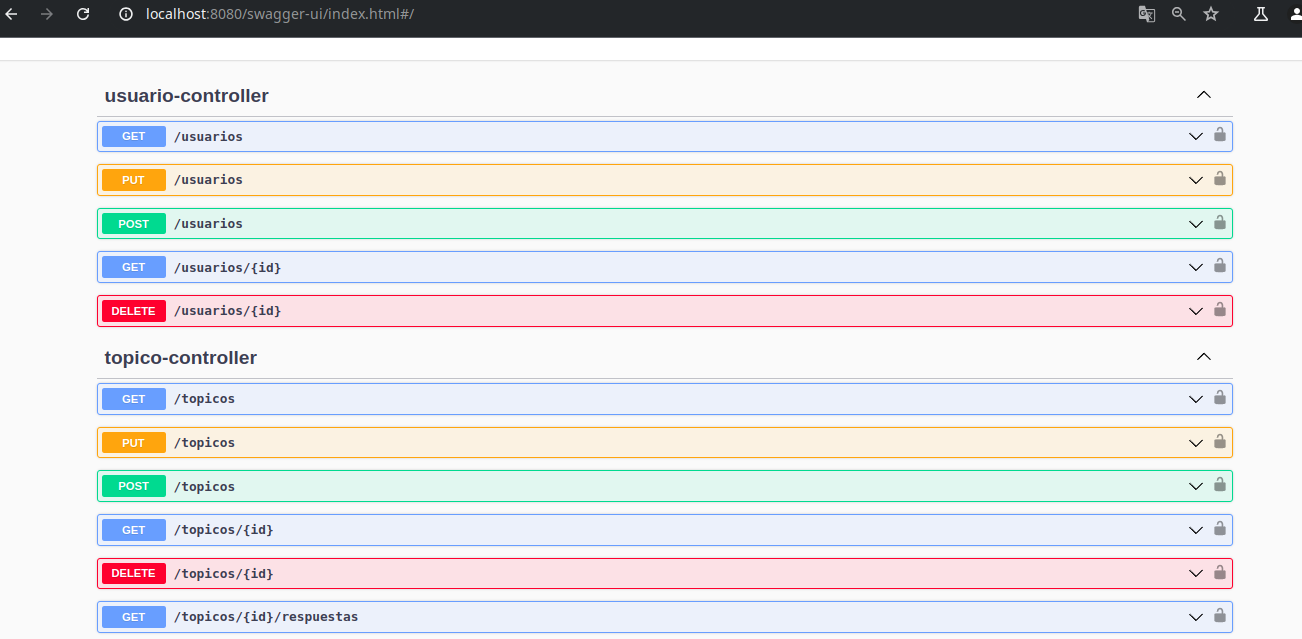 localhost:8080/swagger-ui/index.html#/
usuario-controller
GET /usuarios
PUT /usuarios
POST /usuarios
GET /usuarios/{id}
DELETE /usuarios/{id}
topico-controller
GET /topicos
PUT /topicos
POST /topicos
GET /topicos/{id}
DELETE /topicos/{id}
GET /topicos/{id}/respuestas